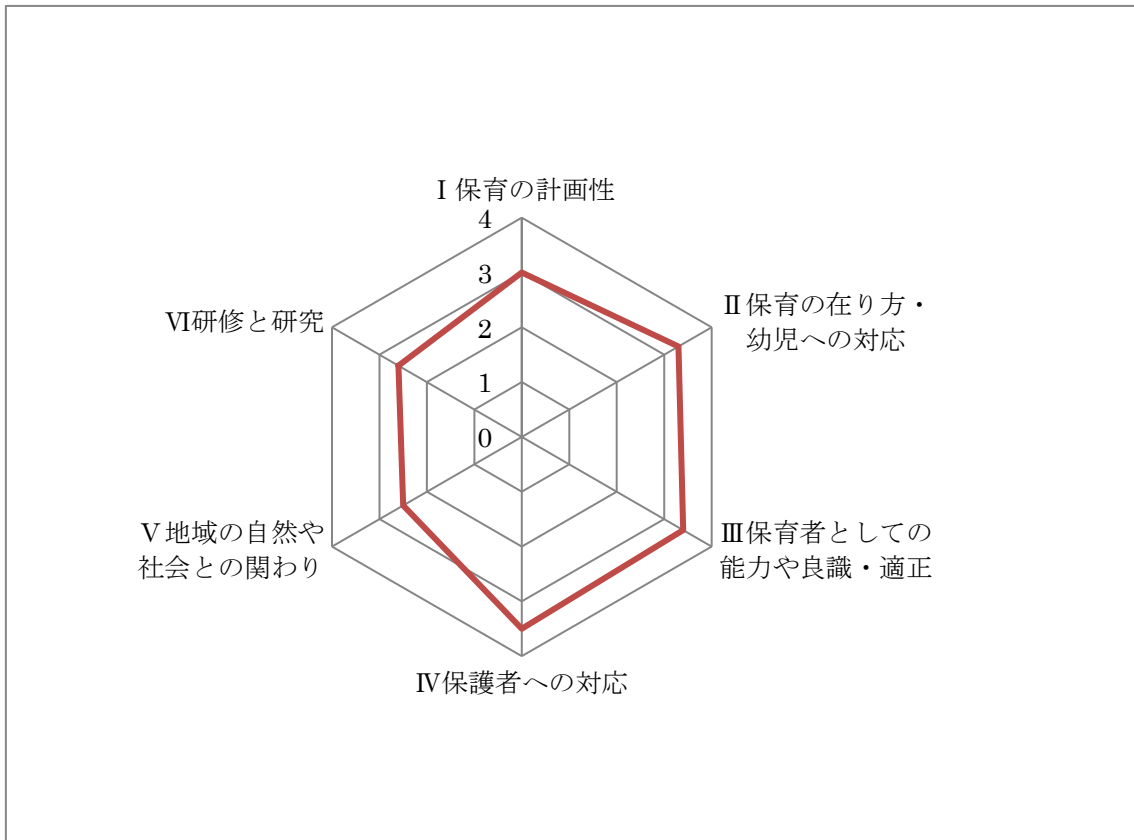 Ⅰ 保育の計画性
4
3
2
1
0
Ⅱ保育の在り方・
幼児への対応
Ⅲ保育者としての
能力や良識・適正
Ⅳ保護者への対応
Ⅴ地域の自然や
社会との関わり
Ⅵ研修と研究